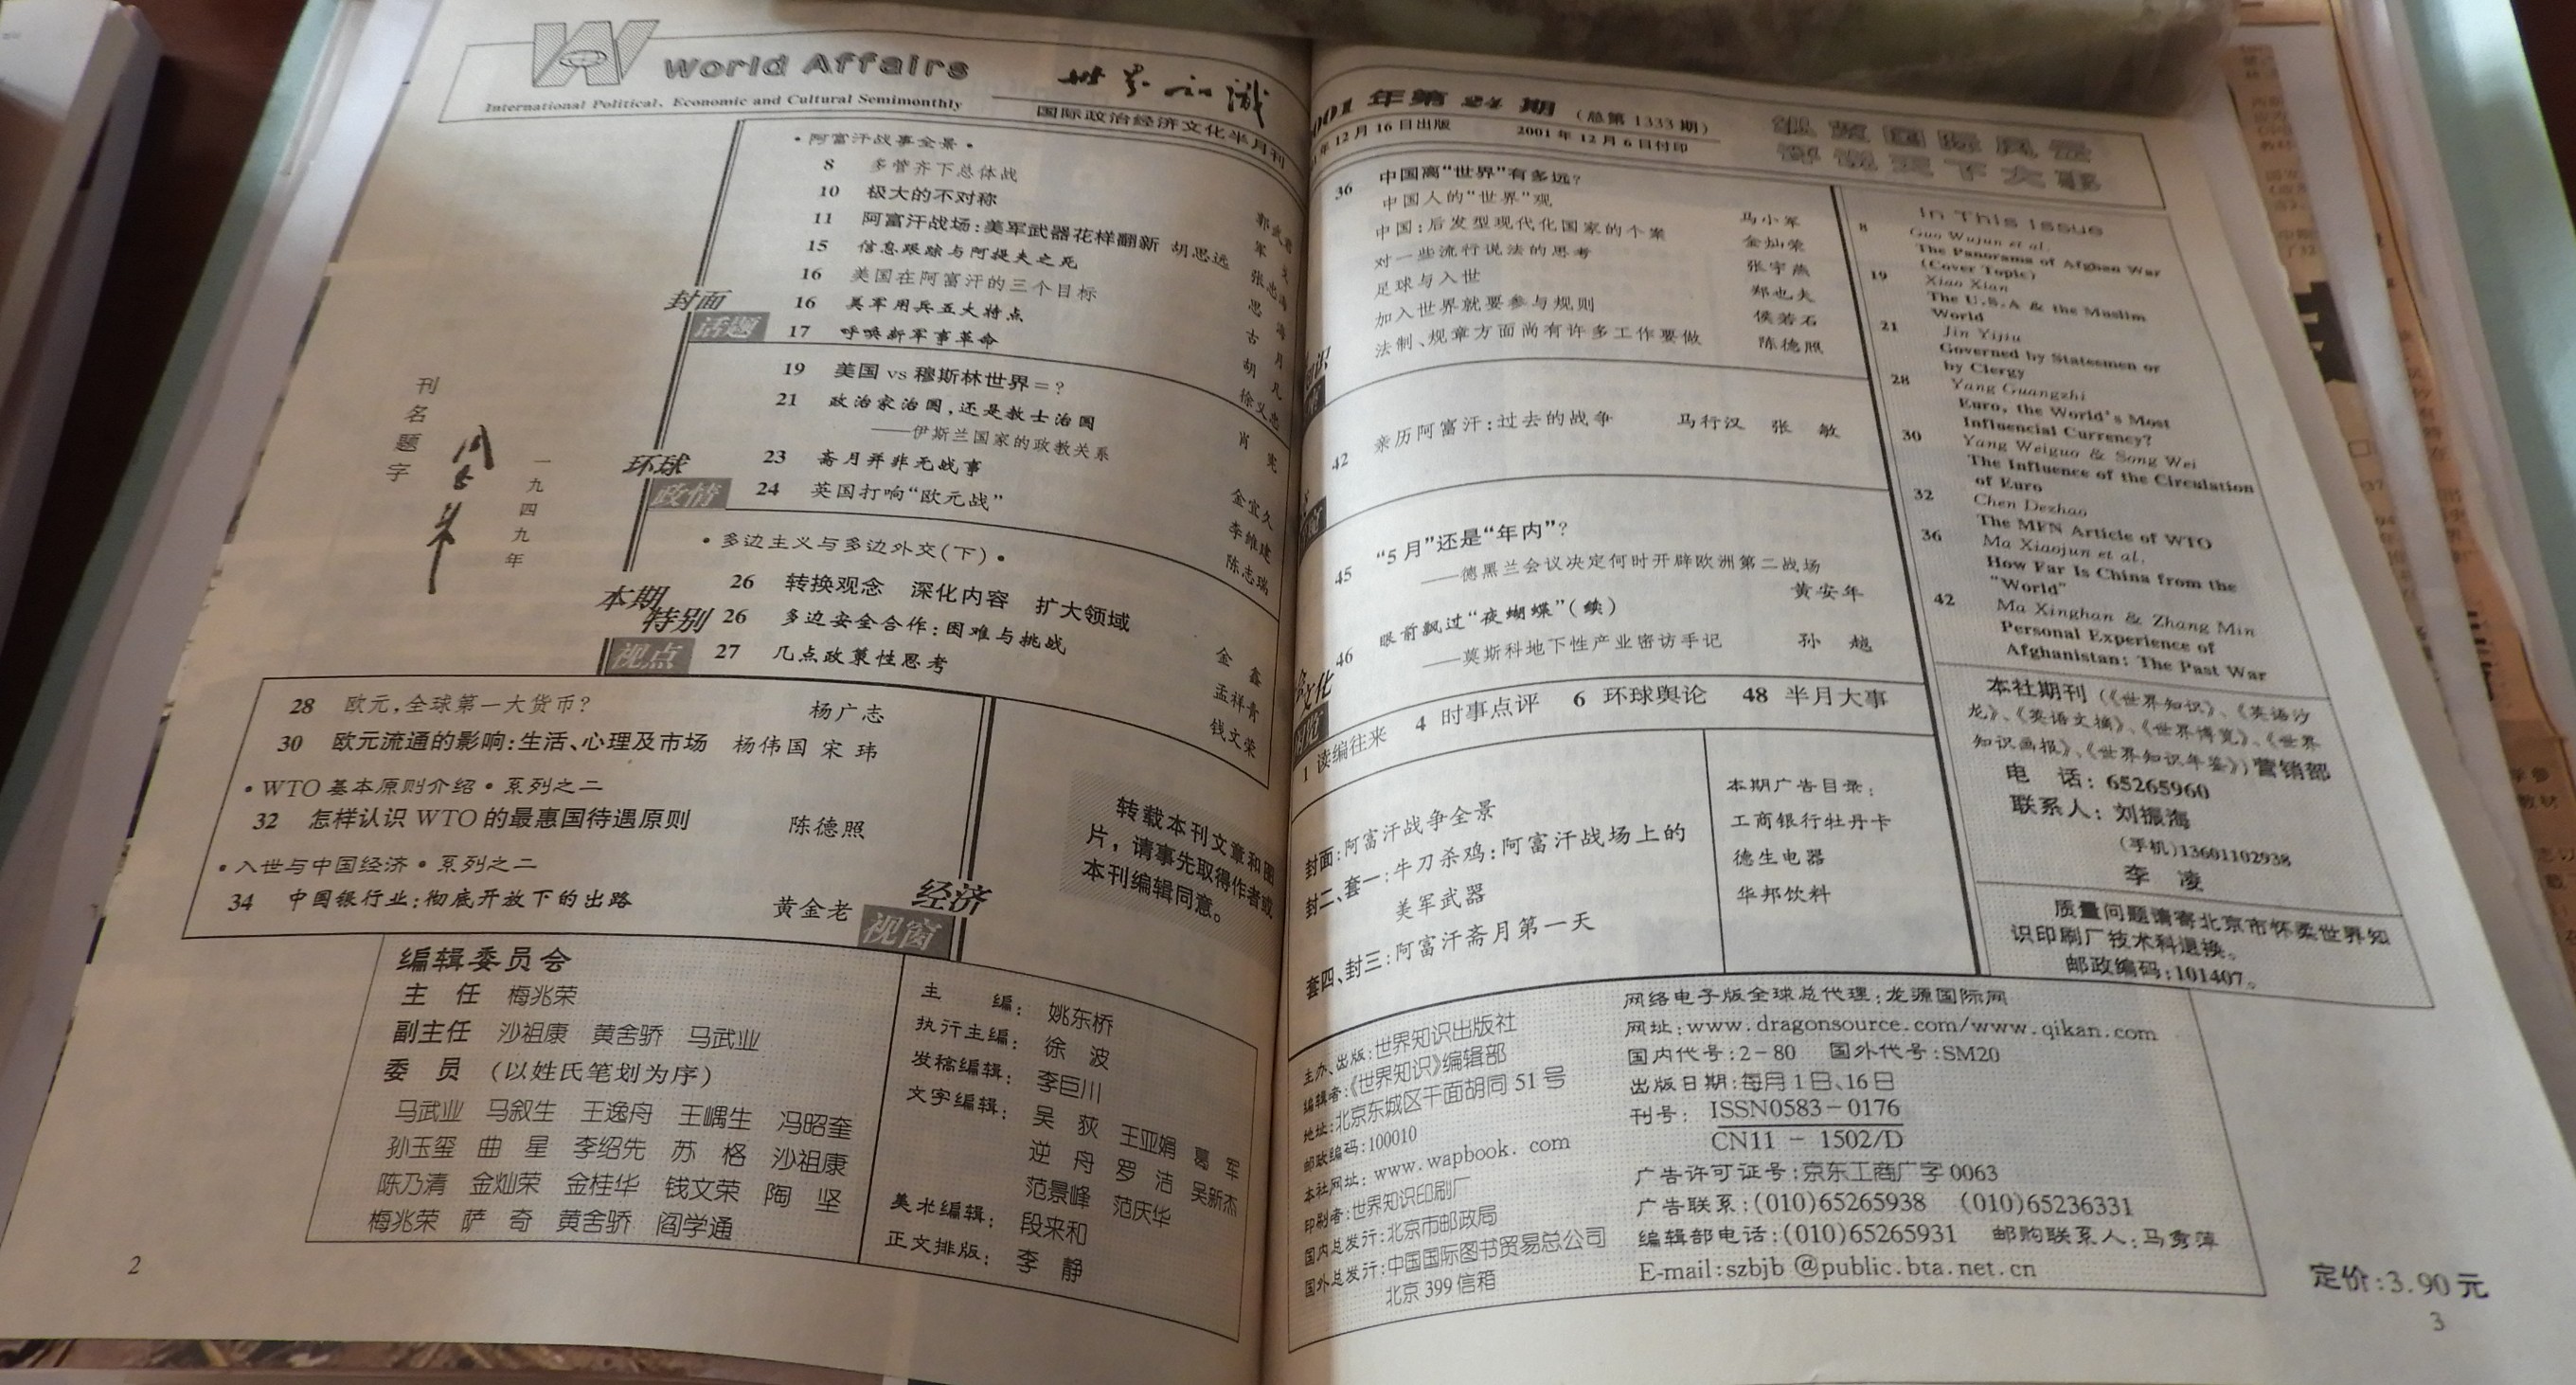 World Affairs
International Political, Economic and Cultural Semimonthly
世界知识
国际政治经济文化半月刊
刊名题字
周令钊
一九四九年
封面
话题
·阿富汗战事全景·
8 多管齐下总体战
10 极大的不对称
11 阿富汗战场:美军武器花样翻新 胡思远
15 信息跟踪与阿提夫之死
16 美国在阿富汗的三个目标
16 美军用兵五大特点
17 呼唤新军事革命
环球
政情
19 美国 vs 穆斯林世界=? 肖宪
21 政治家治国,还是教士治国
——伊斯兰国家的政教关系 金宜久
23 斋月并非无战事 李维建
24 英国打响“欧元战” 陈志瑞
本期
特别
视点
·多边主义与多边外交(下)·
26 转换观念 深化内容 扩大领域 金鑫
26 多边安全合作:困难与挑战 孟祥青
27 几点政策性思考 钱文荣
28 欧元,全球第一大货币? 杨广志
30 欧元流通的影响:生活、心理及市场 杨伟国 宋玮
·WTO基本原则介绍·系列之二
32 怎样认识WTO的最惠国待遇原则 陈德照
·入世与中国经济·系列之二
34 中国银行业:彻底开放下的出路 黄金老
经济
视窗
转载本刊文章和图
片,请事先取得作者或
本刊编辑同意。
编辑委员会
主 任 梅兆荣
副主任 沙祖康 黄舍骄 马武业
委 员 (以姓氏笔划为序)
马武业 马叙生 王逸舟 王嵎生 冯昭奎
孙玉玺 曲 星 李绍先 苏 格 沙祖康
陈乃清 金灿荣 金桂华 钱文荣 陶 坚
梅兆荣 萨 奇 黄舍骄 阎学通
主 编: 姚东桥
执行主编: 徐 波
发稿编辑: 李巨川
文字编辑: 吴 荻 王亚娟 葛 军
逆 舟 罗 洁 吴新杰
范景峰 范庆华
美术编辑: 段来和
正文排版: 李 静
2
001年第24期 (总第1333期)
年12月16日出版 2001年12月6日付印
纵览国际风云
评说天下大事
36 中国离“世界”有多远?
中国人的“世界”观 马小军
中国:后发型现代化国家的个案 金灿荣
对一些流行说法的思考 张宇燕
足球与入世 郑也夫
加入世界就要参与规则 侯若石
法制、规章方面尚有许多工作要做 陈德照
42 亲历阿富汗:过去的战争 马行汉 张 敏
45 “5月”还是“年内”?
——德黑兰会议决定何时开辟欧洲第二战场
黄安年
46 眼前飘过“夜蝴蝶”(续)
——莫斯科地下性产业密访手记 孙 越
文化
1 读编往来 4 时事点评 6 环球舆论 48 半月大事
封面:阿富汗战争全景
封二、套一:牛刀杀鸡:阿富汗战场上的
美军武器
套四、封三:阿富汗斋月第一天
本期广告目录:
工商银行牡丹卡
德生电器
华邦饮料
In This Issue
8 Guo Wujun et al.
The Panorama of Afghan War
(Cover Topic)
19 Xiao Xian
The U.S.A & the Muslim
World
21 Jin Yijiu
Governed by Statesmen or
by Clergy
28 Yang Guangzhi
Euro, the World's Most
Influencial Currency?
30 Yang Weiguo & Song Wei
The Influence of the Circulation
of Euro
32 Chen Dezhao
The MFN Article of WTO
36 Ma Xiaojun et al.
How Far Is China from the
“World”
42 Ma Xinghan & Zhang Min
Personal Experience of
Afghanistan: The Past War
本社期刊(《世界知识》、《英语沙
龙》、《英语文摘》、《世界博览》、《世界
知识画报》、《世界知识年鉴》)营销部
电 话: 65265960
联系人: 刘振海
(手机)13601102938
李 凌
质量问题请寄北京市怀柔世界知
识印刷厂技术科退换。
邮政编码:101407。
主办、出版:世界知识出版社
编辑者:《世界知识》编辑部
地址:北京东城区干面胡同51号
邮政编码:100010
本社网址:www.wapbook.com
印刷者:世界知识印刷厂
国内总发行:北京市邮政局
国外总发行:中国国际图书贸易总公司
北京399信箱
网络电子版全球总代理:龙源国际网
网址:www.dragonsource.com/www.qikan.com
国内代号:2-80 国外代号:SM20
出版日期:每月1日、16日
刊号: ISSN0583-0176
CN11-1502/D
广告许可证号:京东工商广字0063
广告联系:(010)65265938 (010)65236331
编辑部电话:(010)65265931 邮购联系人:马秀萍
E-mail:szbjb@public.bta.net.cn
定价:3.90元
3